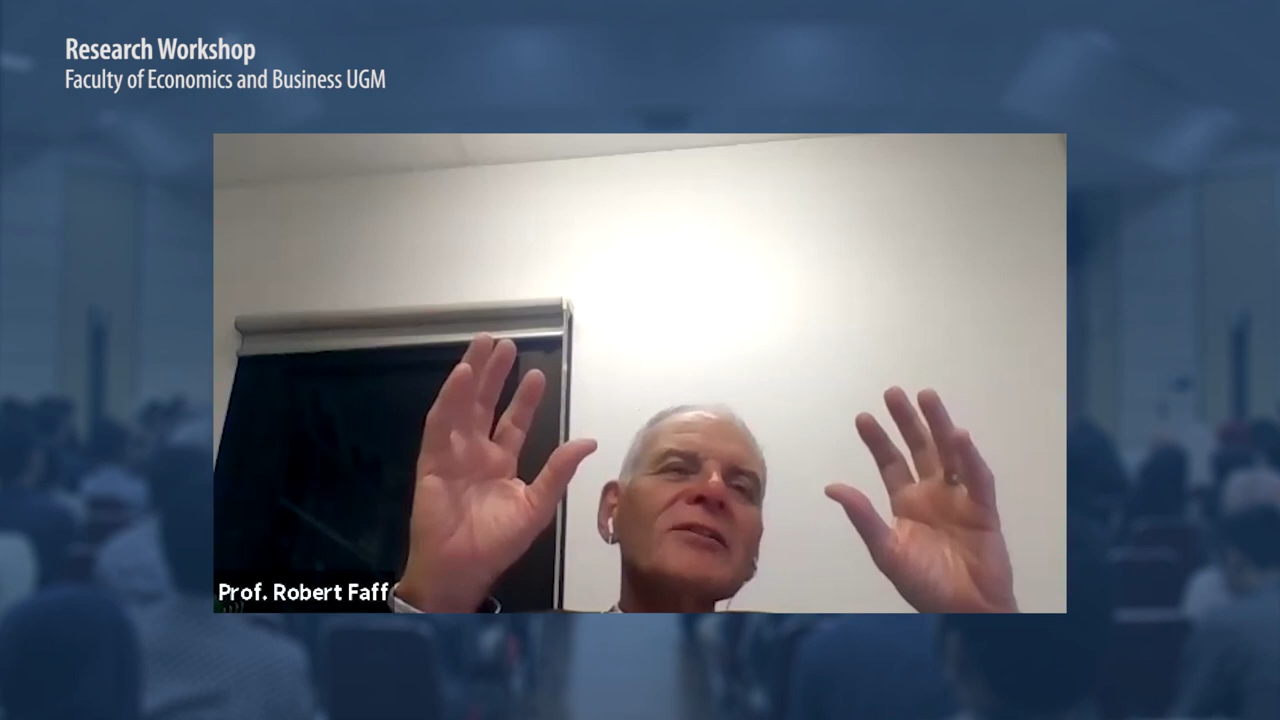 Research Workshop
Faculty of Economics and Business UGM
Prof. Robert Faff